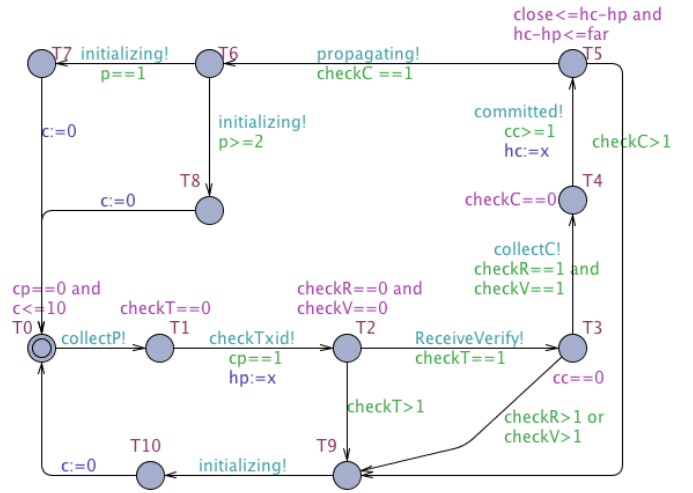 close<=hc-hp and
hc-hp<=far
T7
initializing!
p==1
T6
propagating!
checkC ==1
T5
c:=0
initializing!
p>=2
committed!
cc>=1
hc:=x
checkC>1
T8
c:=0
T4
checkC==0
collectC!
checkR==1 and
checkV==1
cp==0 and
c<=10
T0
collectP!
checkT==0
T1
checkTxid!
cp==1
hp:=x
checkR==0 and
checkV==0
T2
ReceiveVerify!
checkT==1
T3
cc==0
checkT>1
checkR>1 or
checkV>1
c:=0
T10
initializing!
T9